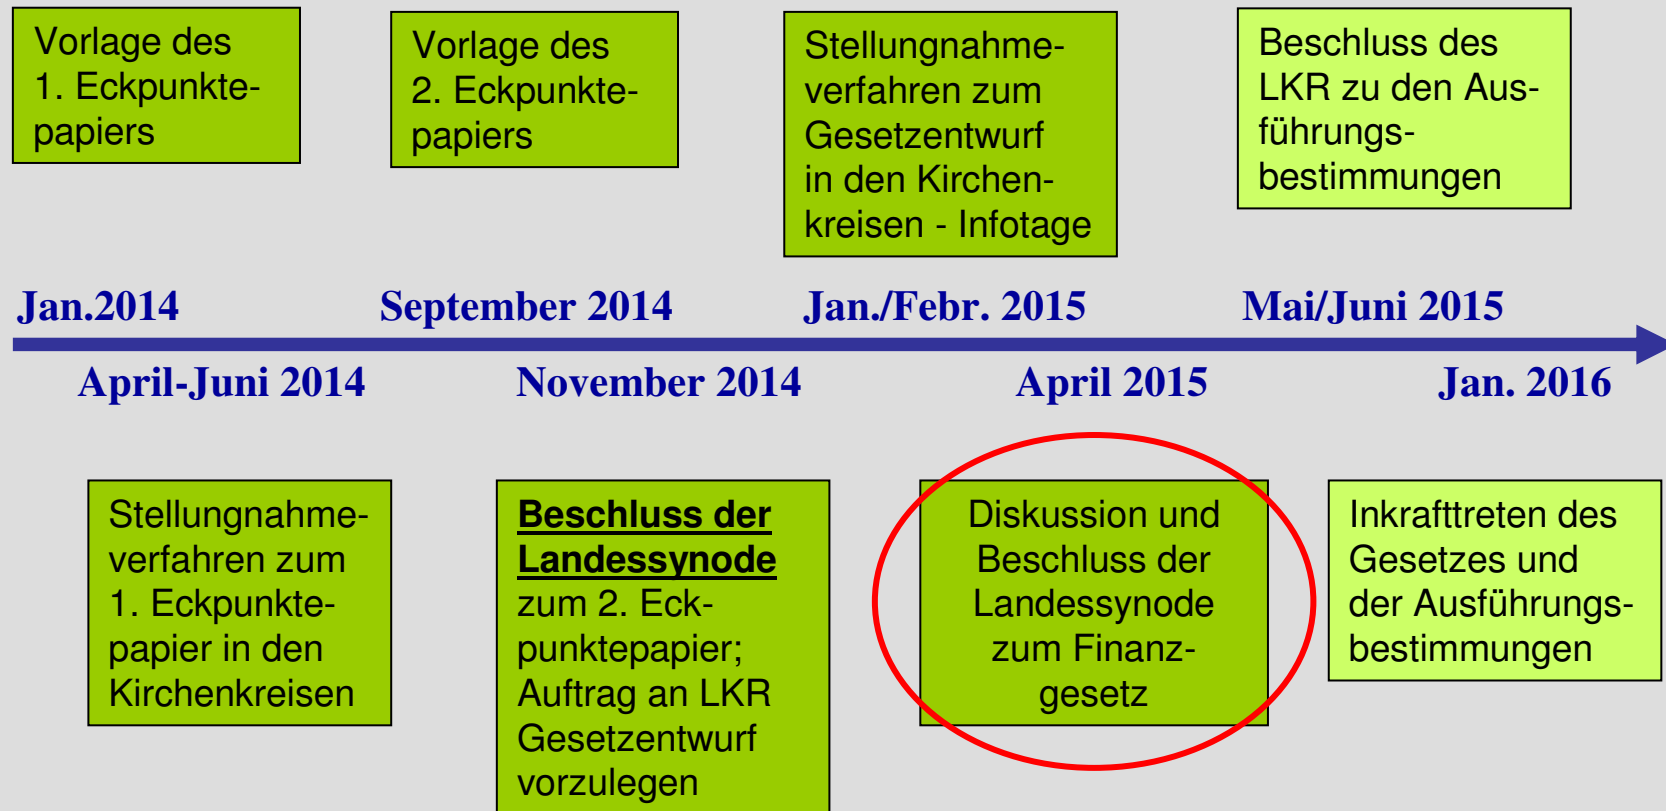 Vorlage des
1. Eckpunkte-
papiers
Vorlage des
2. Eckpunkte-
papiers
Stellungnahme-
verfahren zum
Gesetzentwurf
in den Kirchen-
kreisen - Infotage
Beschluss des
LKR zu den Aus-
führungs-
bestimmungen
Jan.2014
September 2014
Jan./Febr. 2015
Mai/Juni 2015
April-Juni 2014
November 2014
April 2015
Jan. 2016
Stellungnahme-
verfahren zum
1. Eckpunkte-
papier in den
Kirchenkreisen
Beschluss der
Landessynode
zum 2. Eck-
punktepapier;
Auftrag an LKR
Gesetzentwurf
vorzulegen
Diskussion und
Beschluss der
Landessynode
zum Finanz-
gesetz
Inkrafttreten des
Gesetzes und
der Ausführungs-
bestimmungen